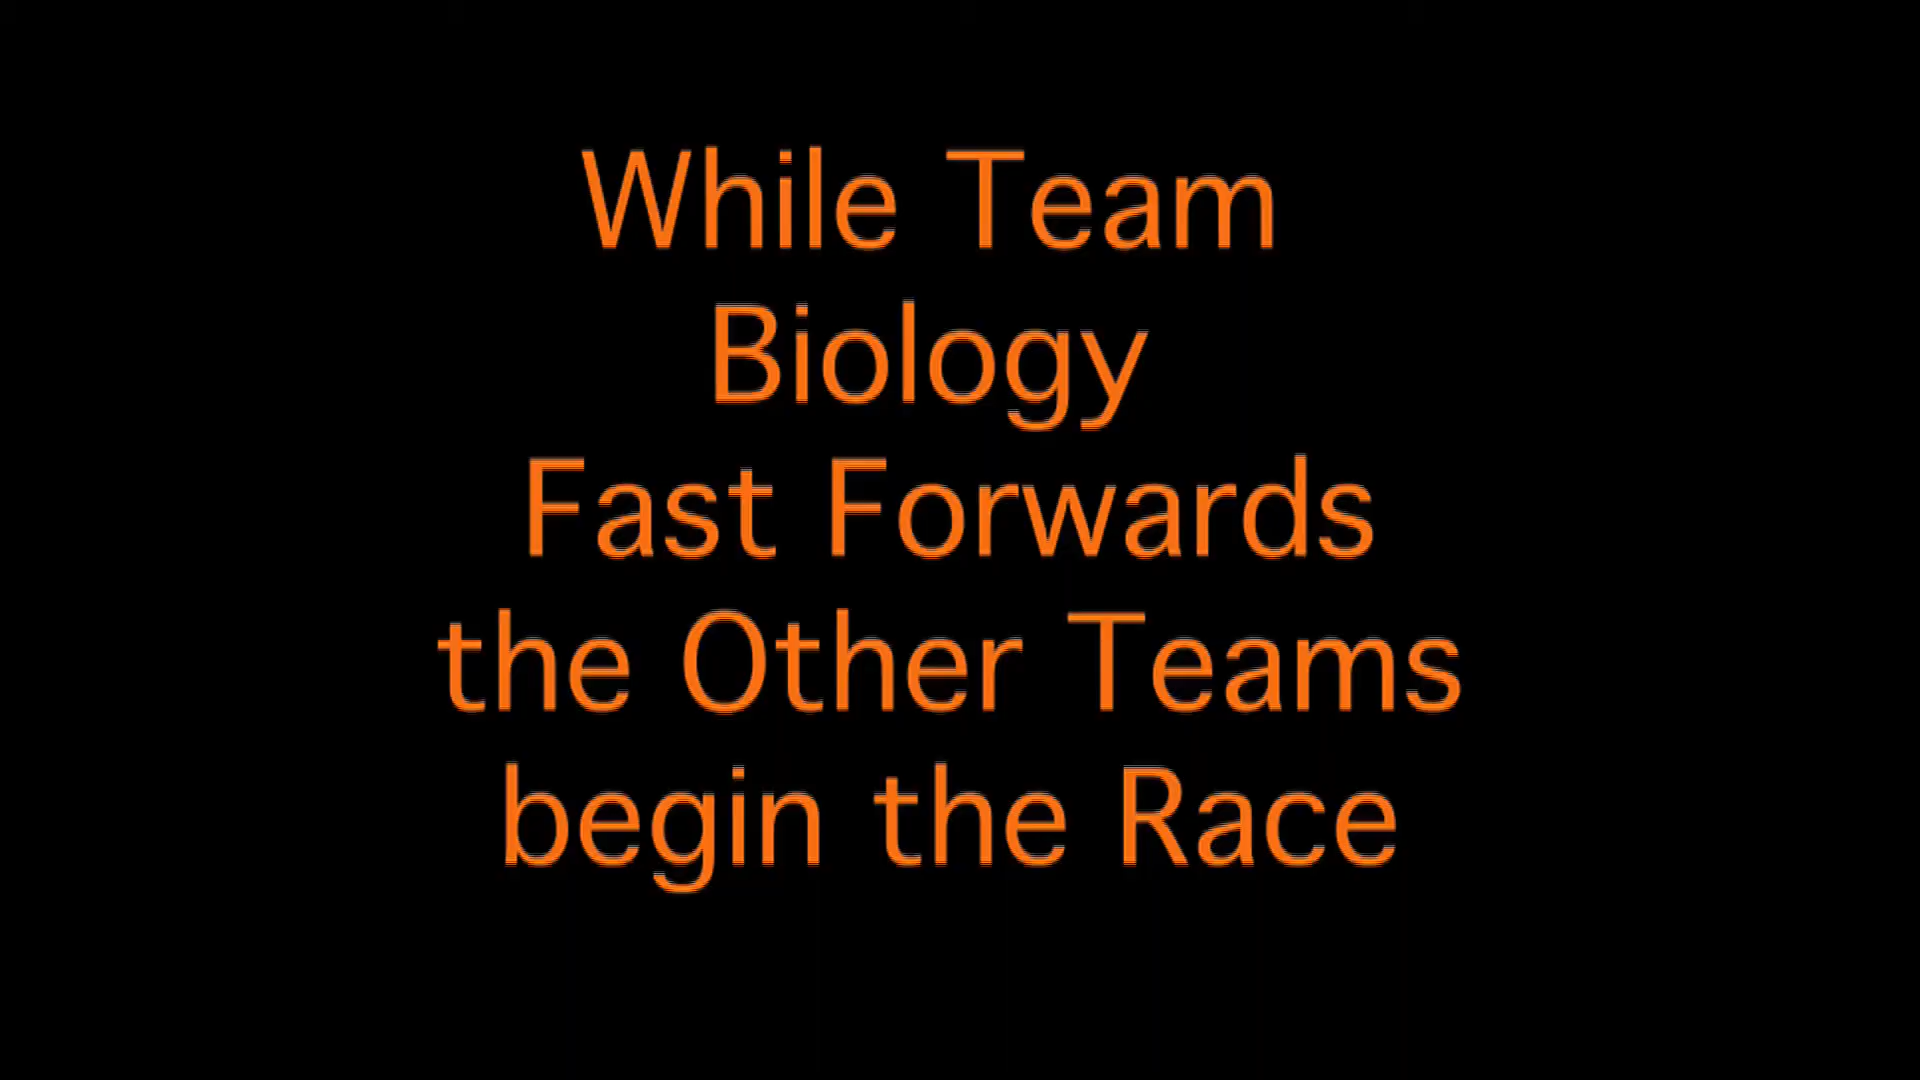 While Team
Biology
Fast Forwards
the Other Teams
begin the Race